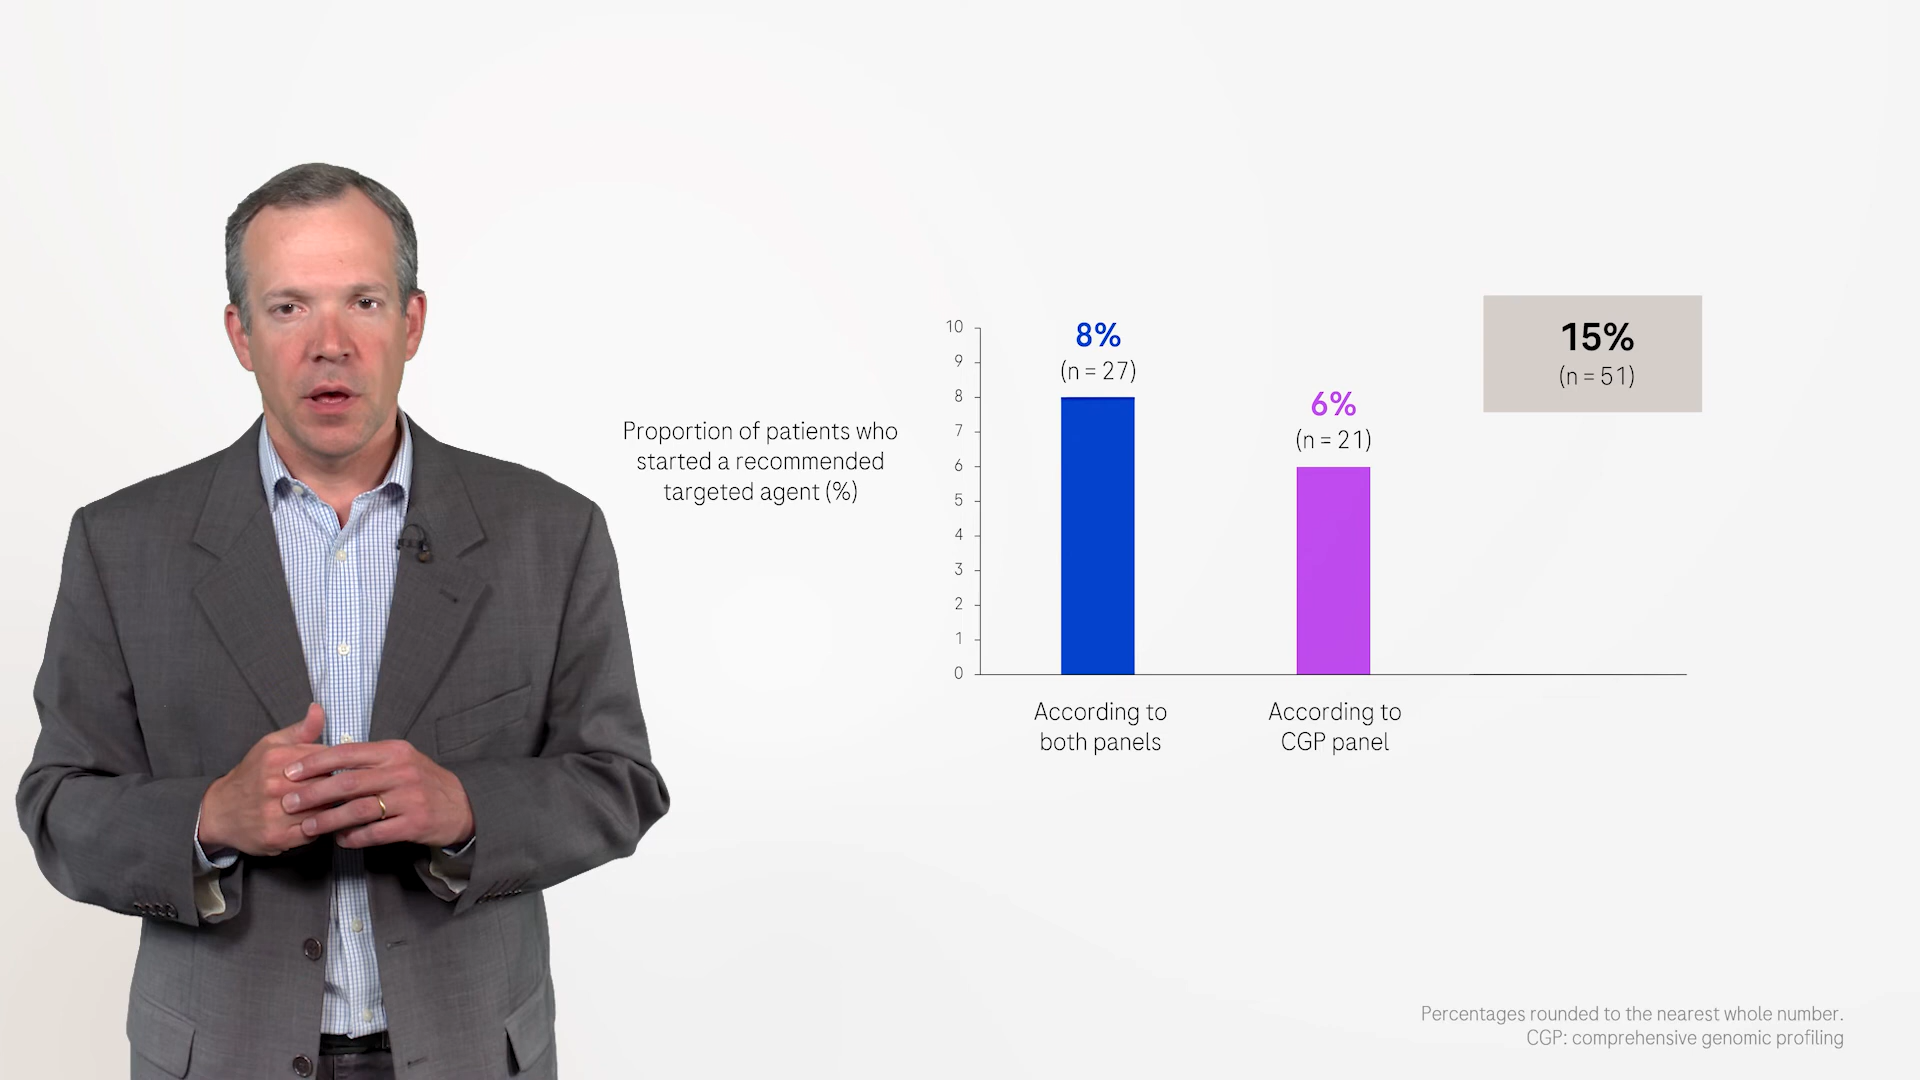 Proportion of patients who
started a recommended
targeted agent (%)
10
9
8
7
6
5
4
3
2
1
0
8%
(n = 27)
6%
(n = 21)
15%
(n = 51)
According to
both panels
According to
CGP panel
Percentages rounded to the nearest whole number.
CGP: comprehensive genomic profiling